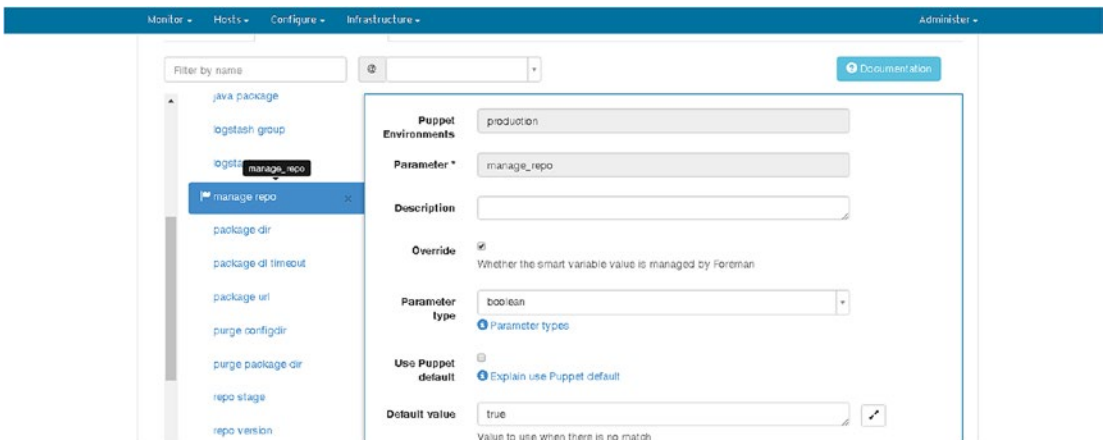 Monitor Hosts Configure Infrastructure Administer
Filter by name @ Documentation
java package
logstash group
logsta
manage_repo
manage repo ×
package dir
package dl timeout
package url
purge configdir
purge package dir
repo stage
repo version
Puppet Environments production
Parameter * manage_repo
Description
Override
Whether the smart variable value is managed by Foreman
Parameter type boolean
Parameter types
Use Puppet default
Explain use Puppet default
Default value true
Value to use when there is no match